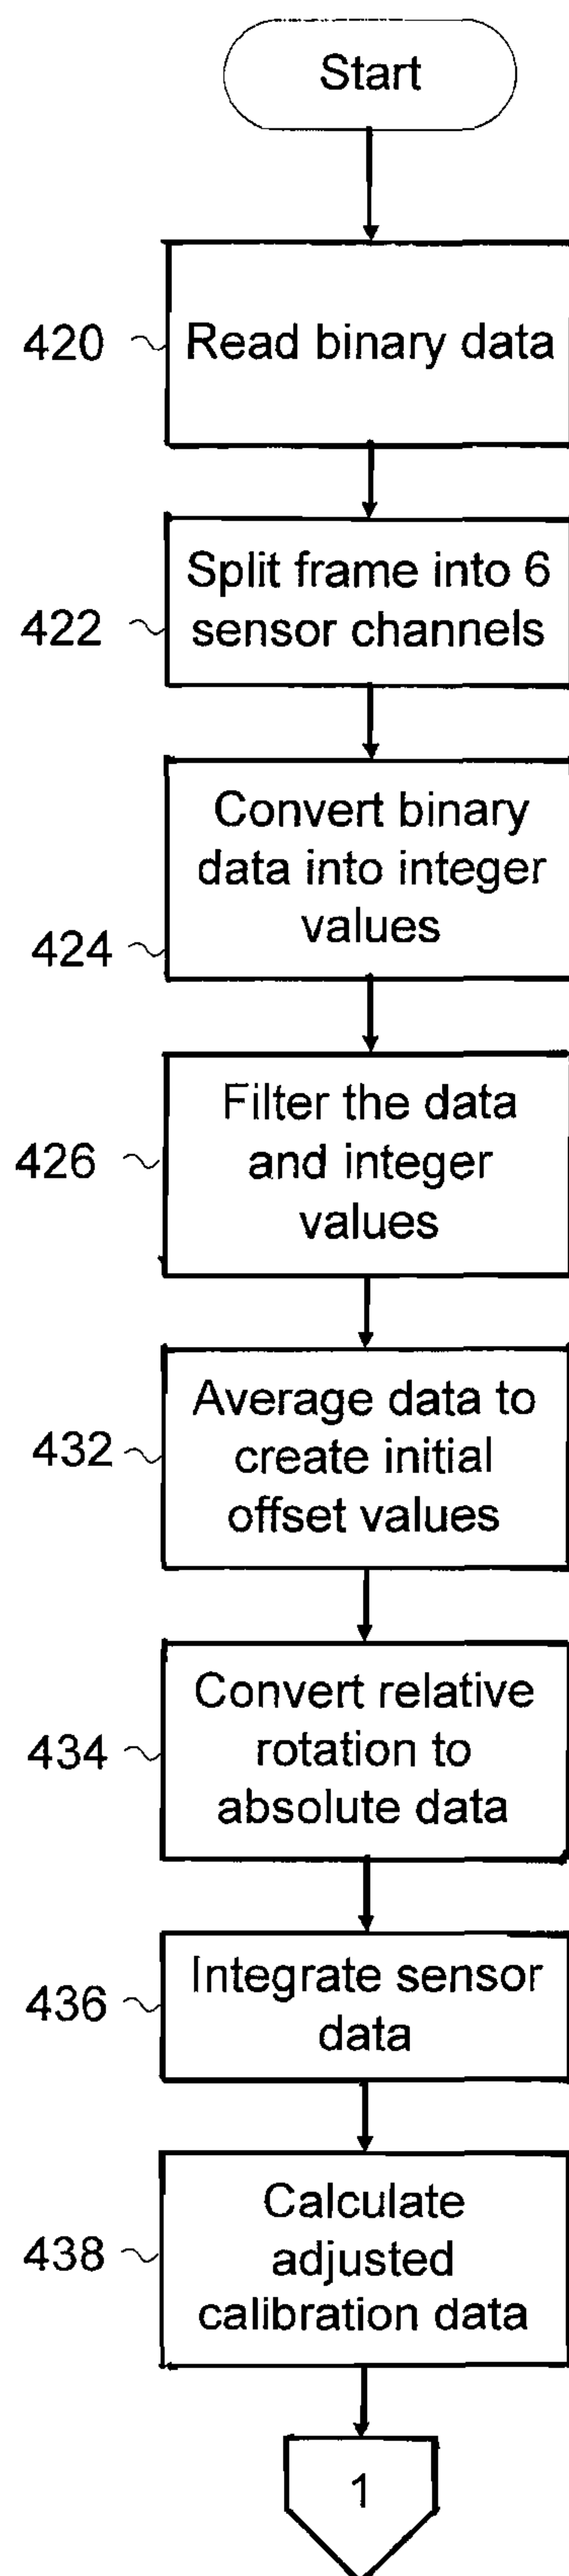 Start
420
Read binary data
Split frame into 6
422
sensor channels
Convert binary
data into integer
424
values
Filter the data
426
and integer
values
Average data to
432
create initial
offset values
Convert relative
434
rotation to
absolute data
Integrate sensor
436
data
Calculate
438
adjusted
calibration data
1